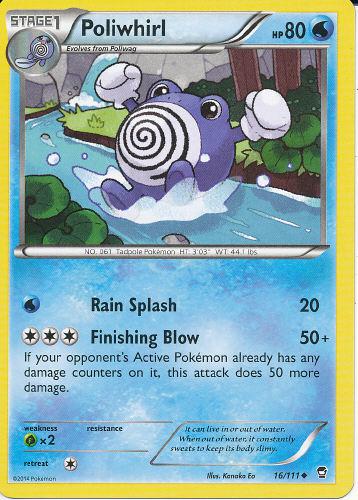 STAGE1
Poliwhirl
HP 80
Evolves from Poliwag
NO. 061 Tadpole Pokémon HT: 3'03" WT: 44.1 lbs
Rain Splash 20
Finishing Blow 50+
If your opponent's Active Pokémon already has any
damage counters on it, this attack does 50 more
damage.
weakness resistance
×2
retreat
It can live in or out of water.
When out of water, it constantly
sweats to keep its body slimy.
©2014 Pokémon
Illus. Kanako Eo
16/111